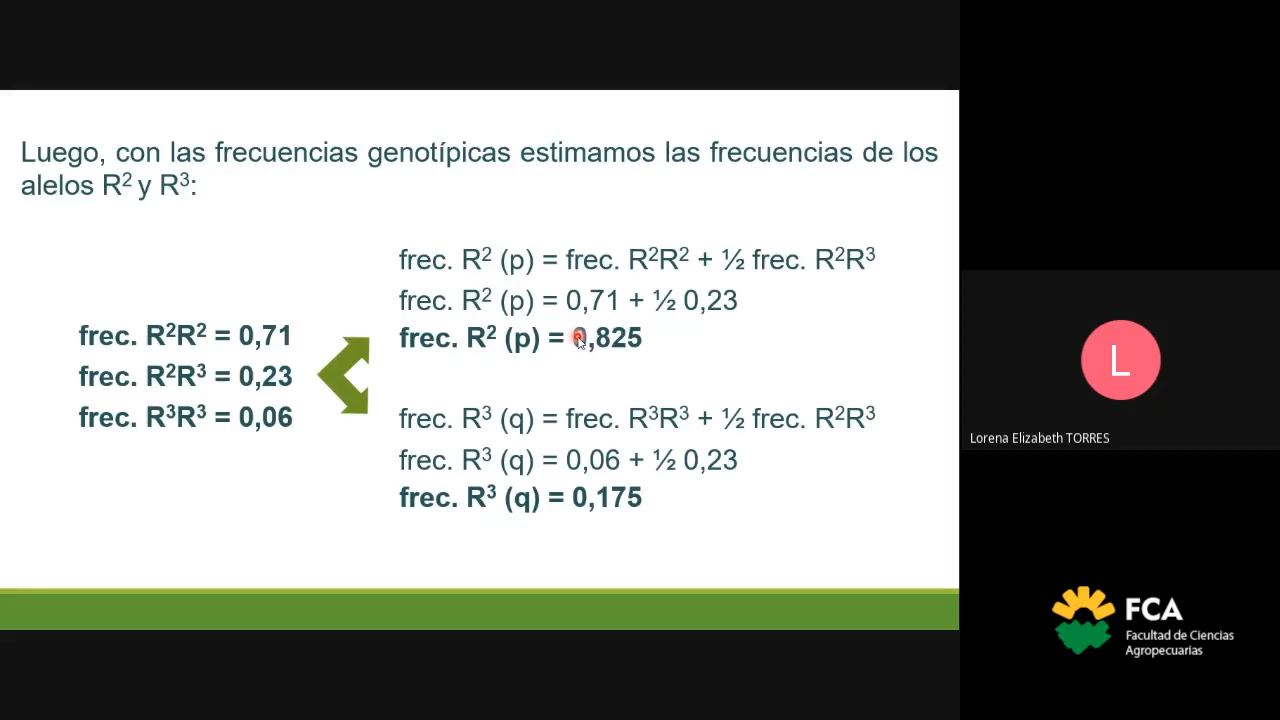 Luego, con las frecuencias genotípicas estimamos las frecuencias de los
alelos R² y R³:
frec. R²R² = 0,71
frec. R²R³ = 0,23
frec. R³R³ = 0,06
frec. R² (p) = frec. R²R² + ½ frec. R²R³
frec. R² (p) = 0,71 + ½ 0,23
frec. R² (p) = 0,825
frec. R³ (q) = frec. R³R³ + ½ frec. R²R³
frec. R³ (q) = 0,06 + ½ 0,23
frec. R³ (q) = 0,175
L
Lorena Elizabeth TORRES
FCA
Facultad de Ciencias
Agropecuarias